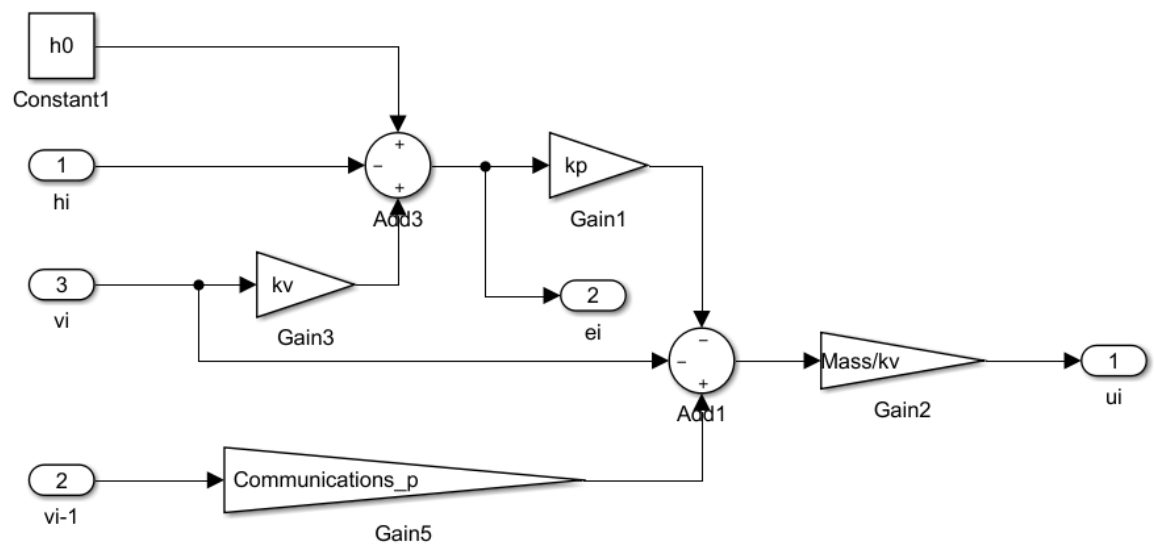 h0
Constant1
+
1
−
+
hi
Add3
kp
Gain1
3
vi
kv
Gain3
2
ei
−
−
+
Add1
Mass/kv
Gain2
1
ui
2
vi-1
Communications_p
Gain5